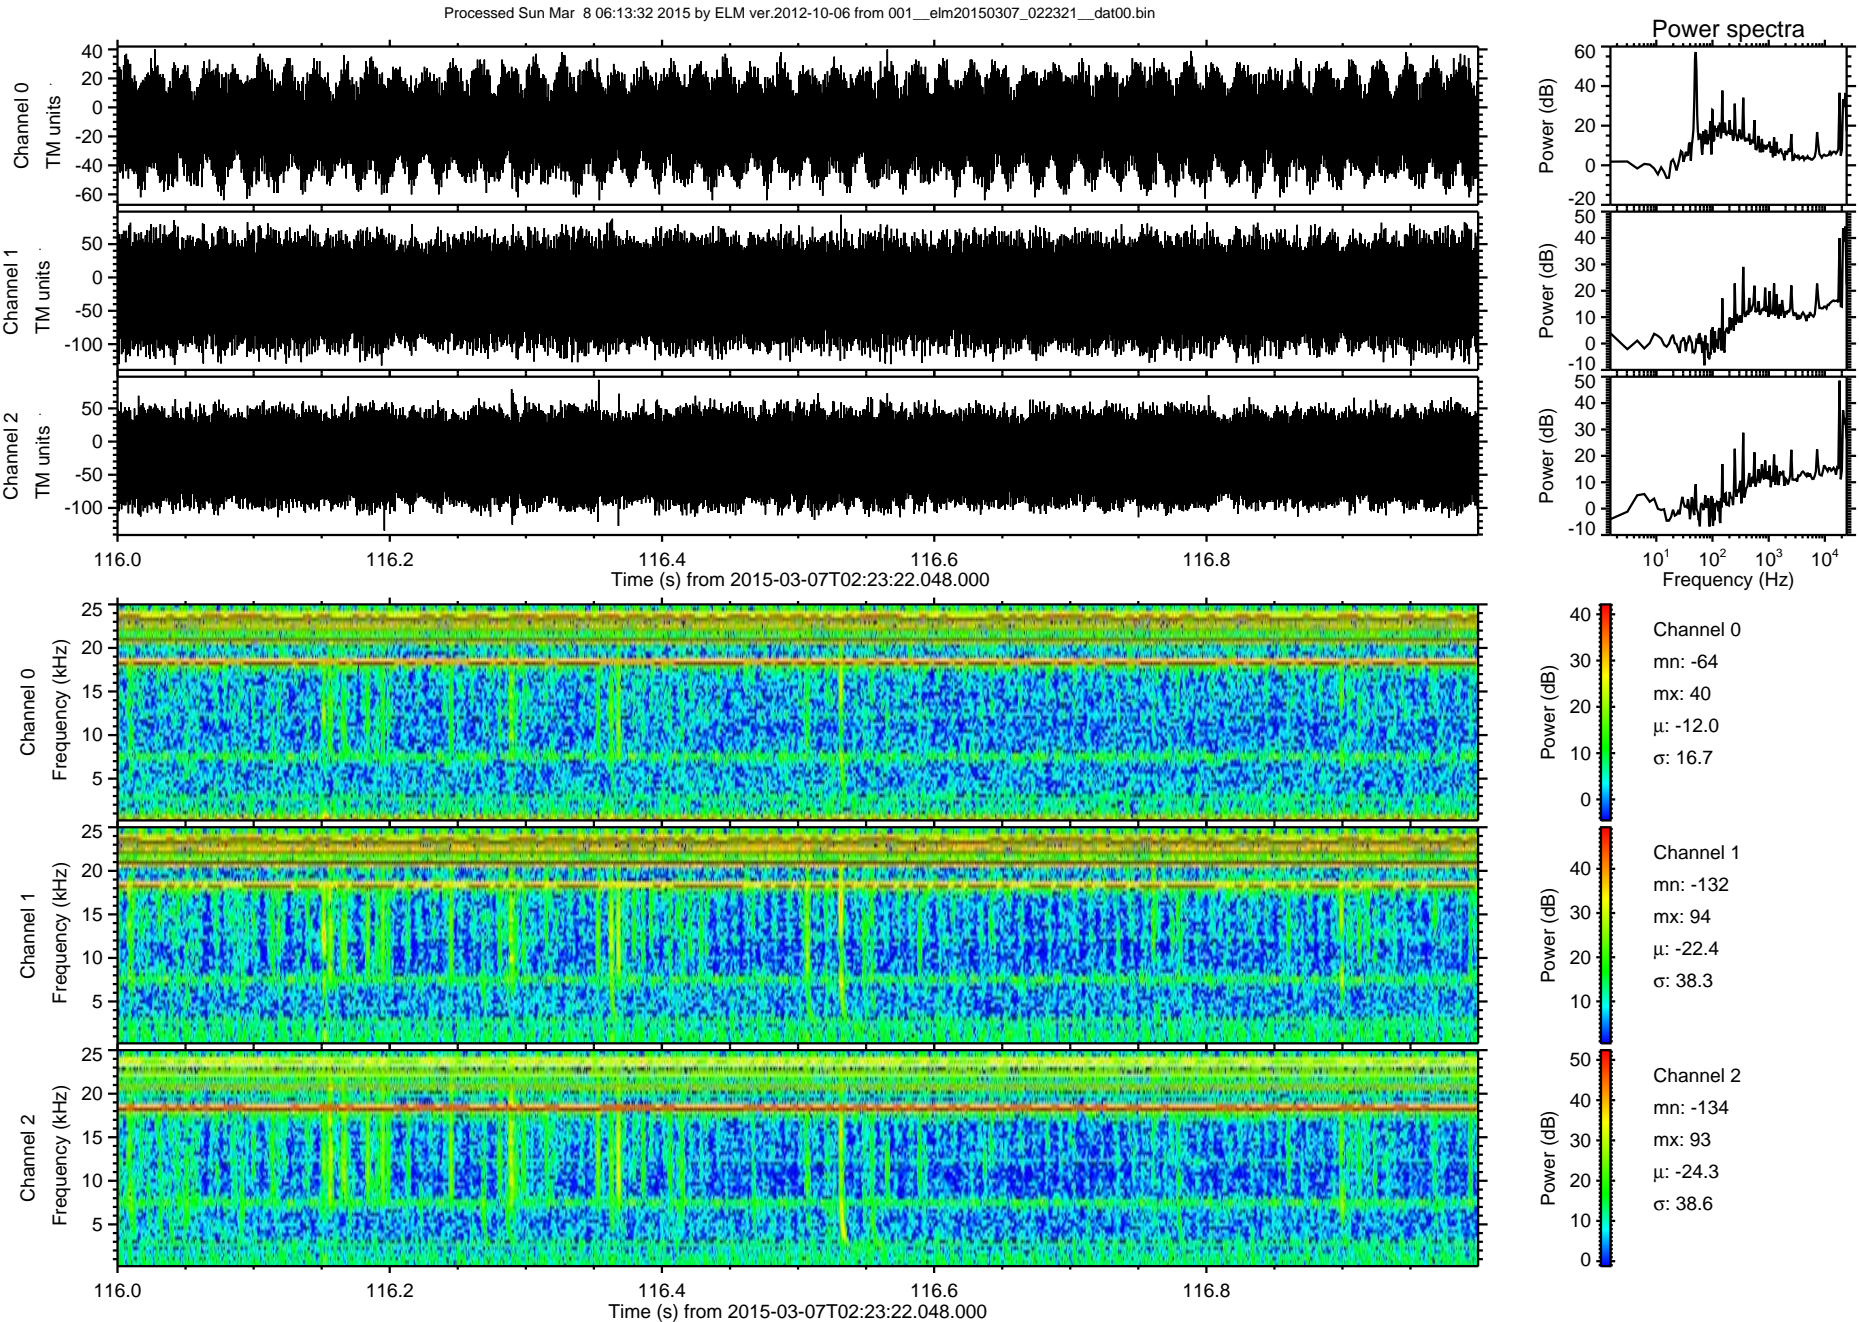 Processed Sun Mar 8 06:13:32 2015 by ELM ver.2012-10-06 from 001__elm20150307_022321__dat00.bin
Power spectra
Channel 0
TM units
40
20
0
-20
-40
-60
Power (dB)
60
40
20
0
-20
Channel 1
TM units
50
0
-50
-100
Power (dB)
50
40
30
20
10
0
-10
Channel 2
TM units
50
0
-50
-100
Power (dB)
50
40
30
20
10
0
-10
116.0 116.2 116.4 116.6 116.8
Time (s) from 2015-03-07T02:23:22.048.000
10¹ 10² 10³ 10⁴
Frequency (Hz)
Channel 0
Frequency (kHz)
25
20
15
10
5
Power (dB)
40
30
20
10
0
Channel 0
mn: -64
mx: 40
μ: -12.0
σ: 16.7
Channel 1
Frequency (kHz)
25
20
15
10
5
Power (dB)
40
30
20
10
Channel 1
mn: -132
mx: 94
μ: -22.4
σ: 38.3
Channel 2
Frequency (kHz)
25
20
15
10
5
Power (dB)
50
40
30
20
10
0
Channel 2
mn: -134
mx: 93
μ: -24.3
σ: 38.6
116.0 116.2 116.4 116.6 116.8
Time (s) from 2015-03-07T02:23:22.048.000